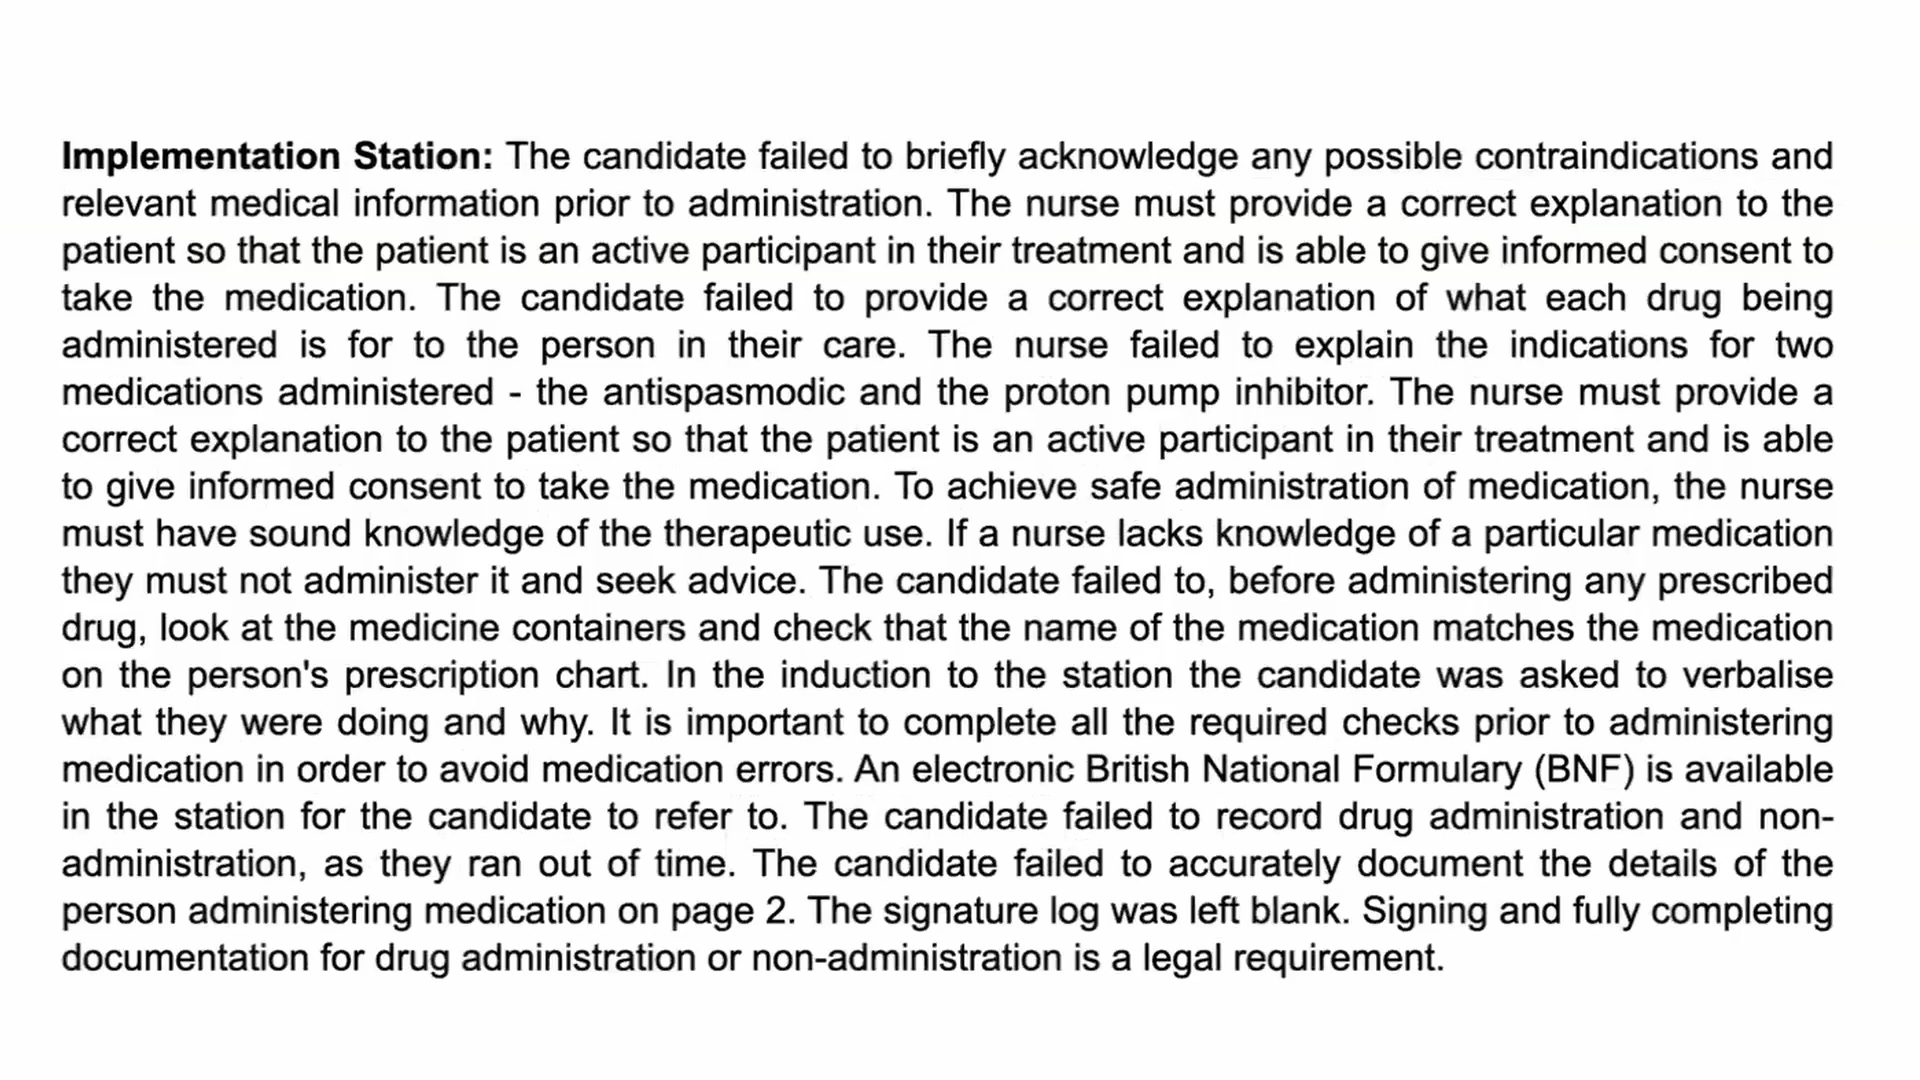 Implementation Station: The candidate failed to briefly acknowledge any possible contraindications and
relevant medical information prior to administration. The nurse must provide a correct explanation to the
patient so that the patient is an active participant in their treatment and is able to give informed consent to
take the medication. The candidate failed to provide a correct explanation of what each drug being
administered is for to the person in their care. The nurse failed to explain the indications for two
medications administered - the antispasmodic and the proton pump inhibitor. The nurse must provide a
correct explanation to the patient so that the patient is an active participant in their treatment and is able
to give informed consent to take the medication. To achieve safe administration of medication, the nurse
must have sound knowledge of the therapeutic use. If a nurse lacks knowledge of a particular medication
they must not administer it and seek advice. The candidate failed to, before administering any prescribed
drug, look at the medicine containers and check that the name of the medication matches the medication
on the person's prescription chart. In the induction to the station the candidate was asked to verbalise
what they were doing and why. It is important to complete all the required checks prior to administering
medication in order to avoid medication errors. An electronic British National Formulary (BNF) is available
in the station for the candidate to refer to. The candidate failed to record drug administration and non-
administration, as they ran out of time. The candidate failed to accurately document the details of the
person administering medication on page 2. The signature log was left blank. Signing and fully completing
documentation for drug administration or non-administration is a legal requirement.